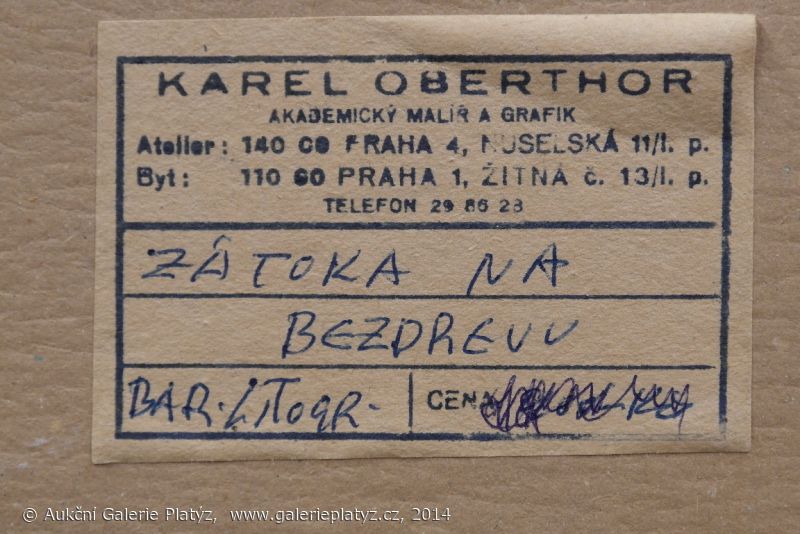 KAREL OBERTHOR
AKADEMICKÝ MALÍŘ A GRAFIK
Atelier: 140 00 PRAHA 4, NUSELSKÁ 11/I. p.
Byt: 110 00 PRAHA 1, ŽITNÁ č. 13/I. p.
TELEFON 29 86 28
ZÁTOKA NA
BEZDREVU
BAR. LITOGR. CENA
© Aukční Galerie Platýz, www.galerieplatyz.cz, 2014